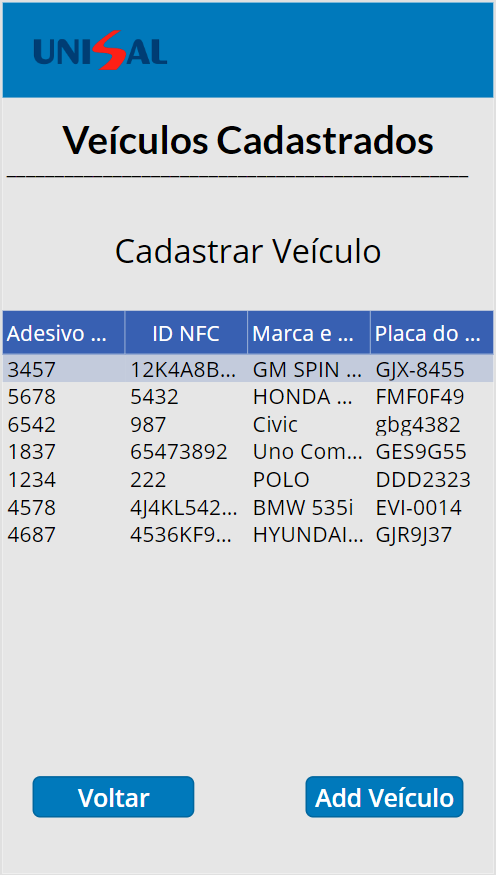 UNISAL
Veículos Cadastrados
Cadastrar Veículo
Adesivo ... ID NFC Marca e ... Placa do ...
3457 12K4A8B... GM SPIN ... GJX-8455
5678 5432 HONDA ... FMF0F49
6542 987 Civic gbg4382
1837 65473892 Uno Com... GES9G55
1234 222 POLO DDD2323
4578 4J4KL542... BMW 535i EVI-0014
4687 4536KF9... HYUNDAI... GJR9J37
Voltar Add Veículo